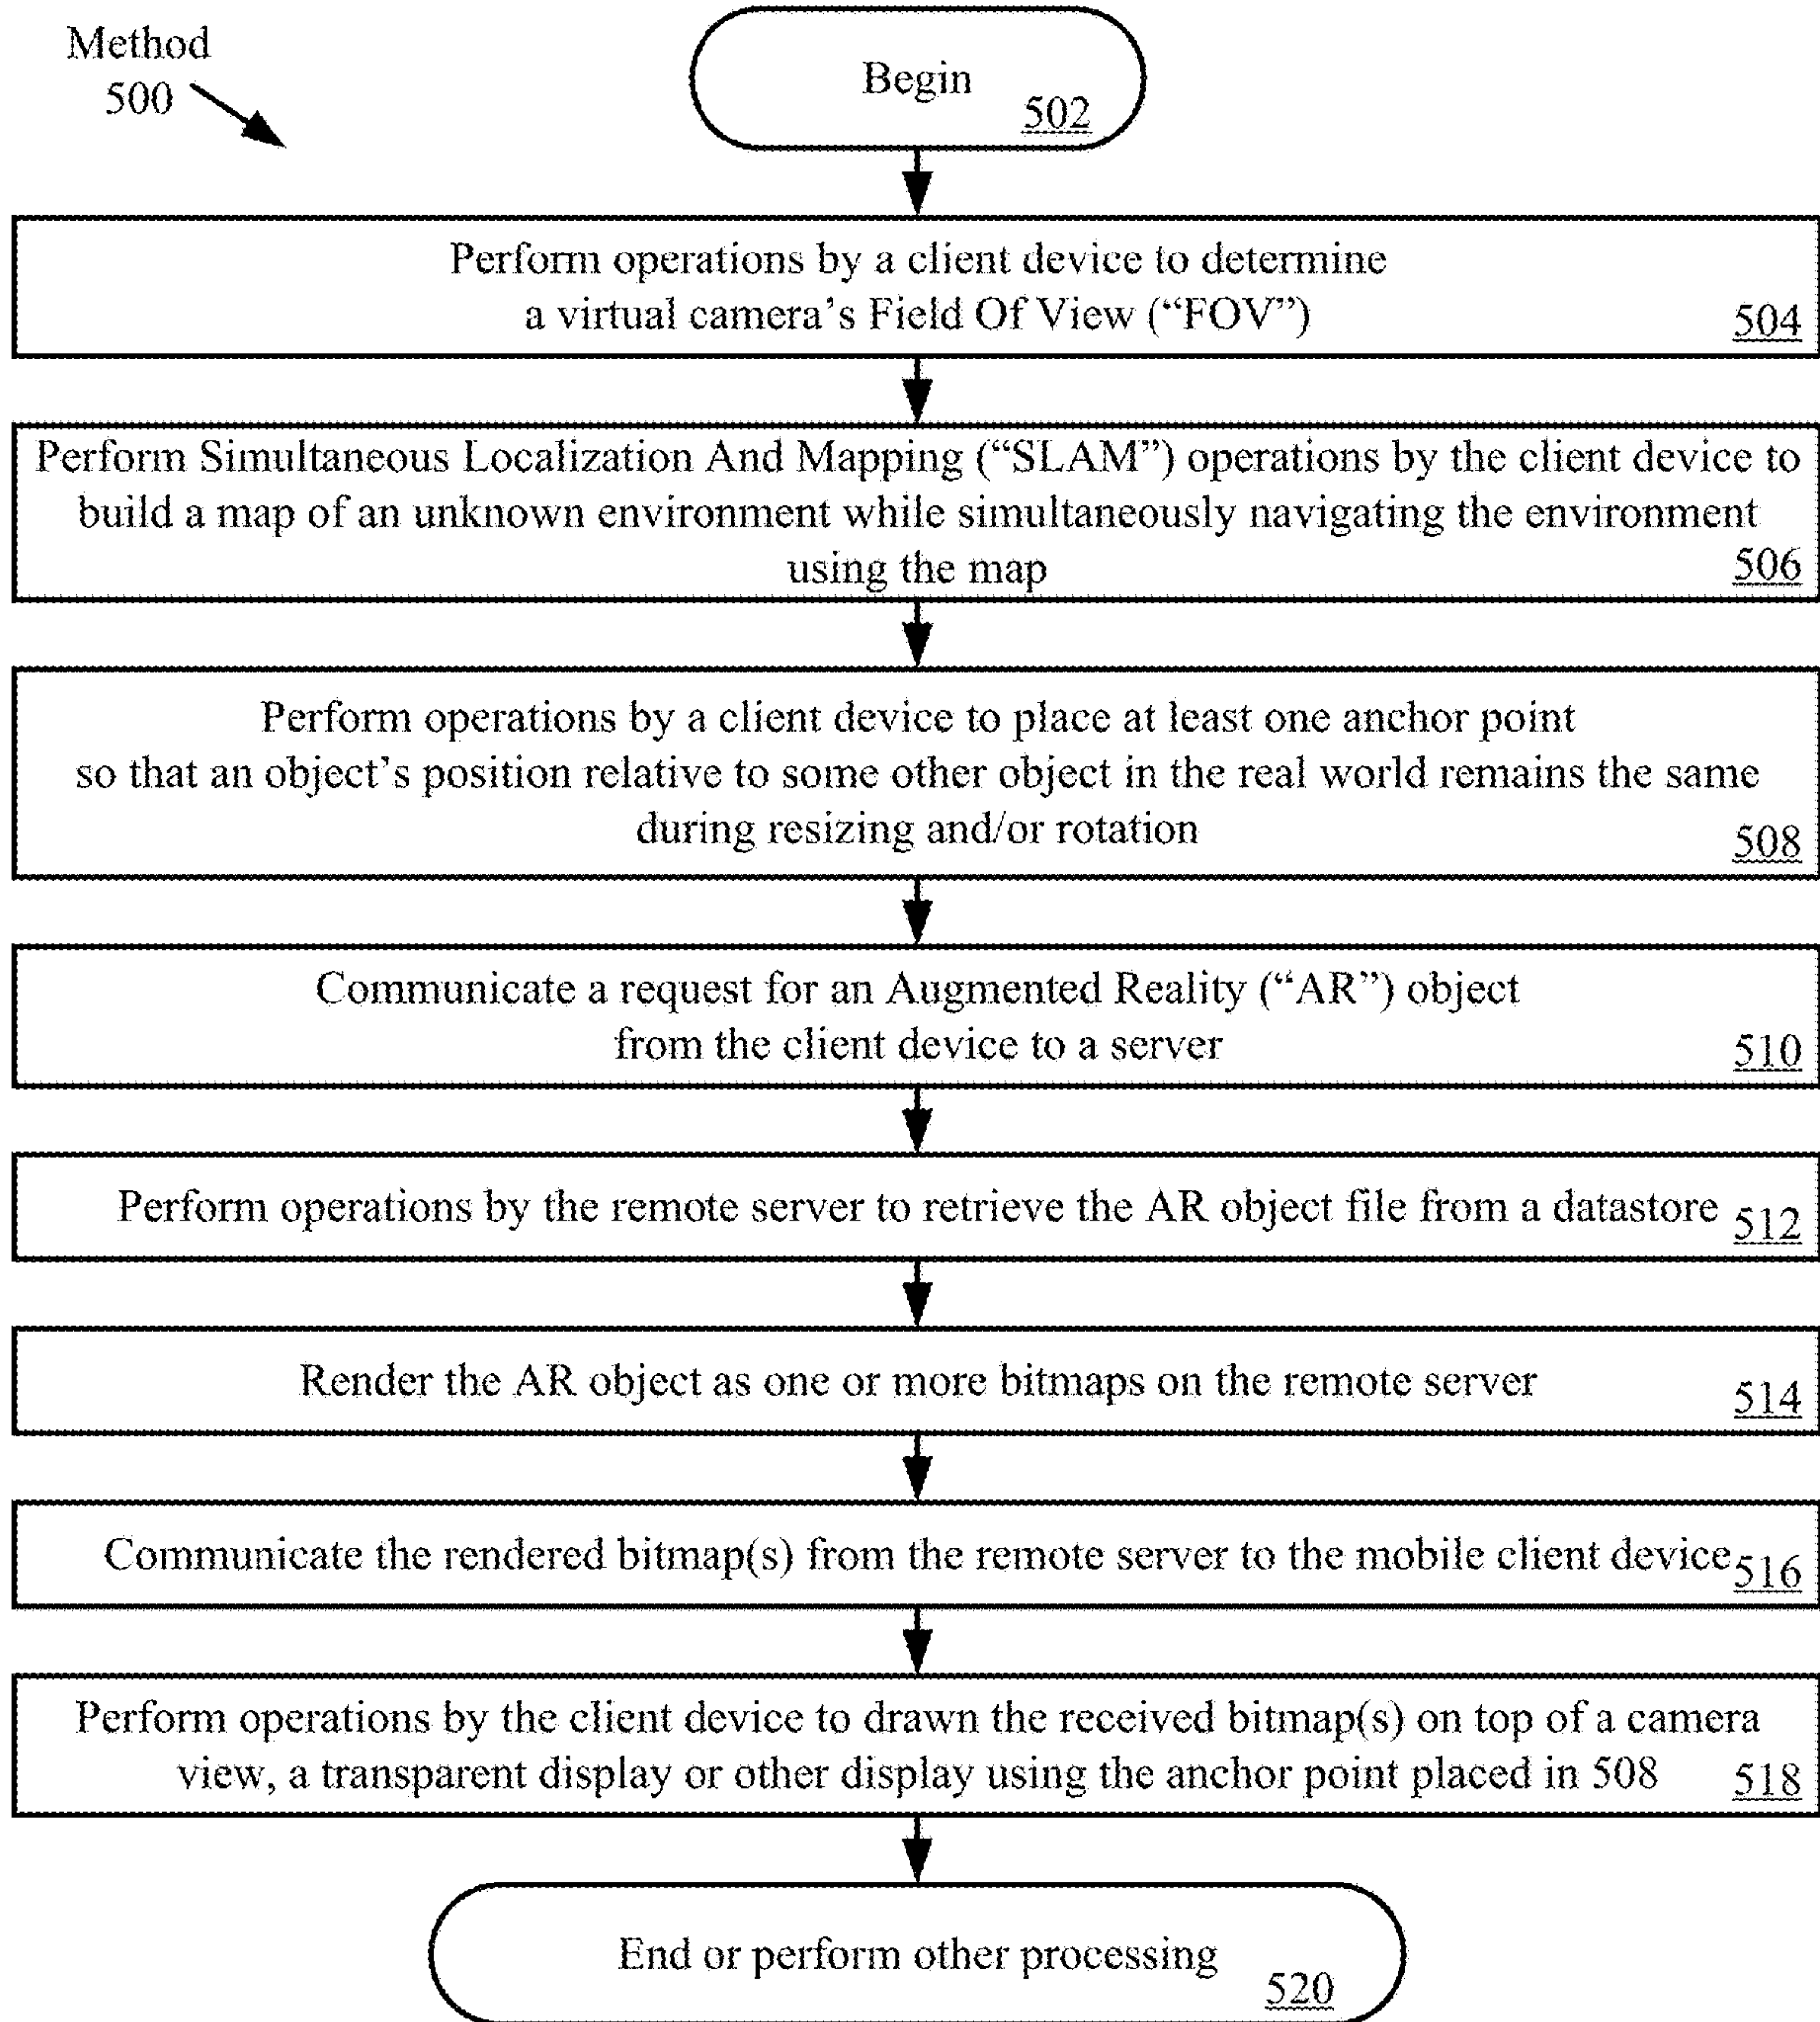 Method
500
Begin
502
Perform operations by a client device to determine
a virtual camera's Field Of View (“FOV”)
504
Perform Simultaneous Localization And Mapping (“SLAM”) operations by the client device to
build a map of an unknown environment while simultaneously navigating the environment
using the map
506
Perform operations by a client device to place at least one anchor point
so that an object's position relative to some other object in the real world remains the same
during resizing and/or rotation
508
Communicate a request for an Augmented Reality (“AR”) object
from the client device to a server
510
Perform operations by the remote server to retrieve the AR object file from a datastore
512
Render the AR object as one or more bitmaps on the remote server
514
Communicate the rendered bitmap(s) from the remote server to the mobile client device
516
Perform operations by the client device to drawn the received bitmap(s) on top of a camera
view, a transparent display or other display using the anchor point placed in 508
518
End or perform other processing
520